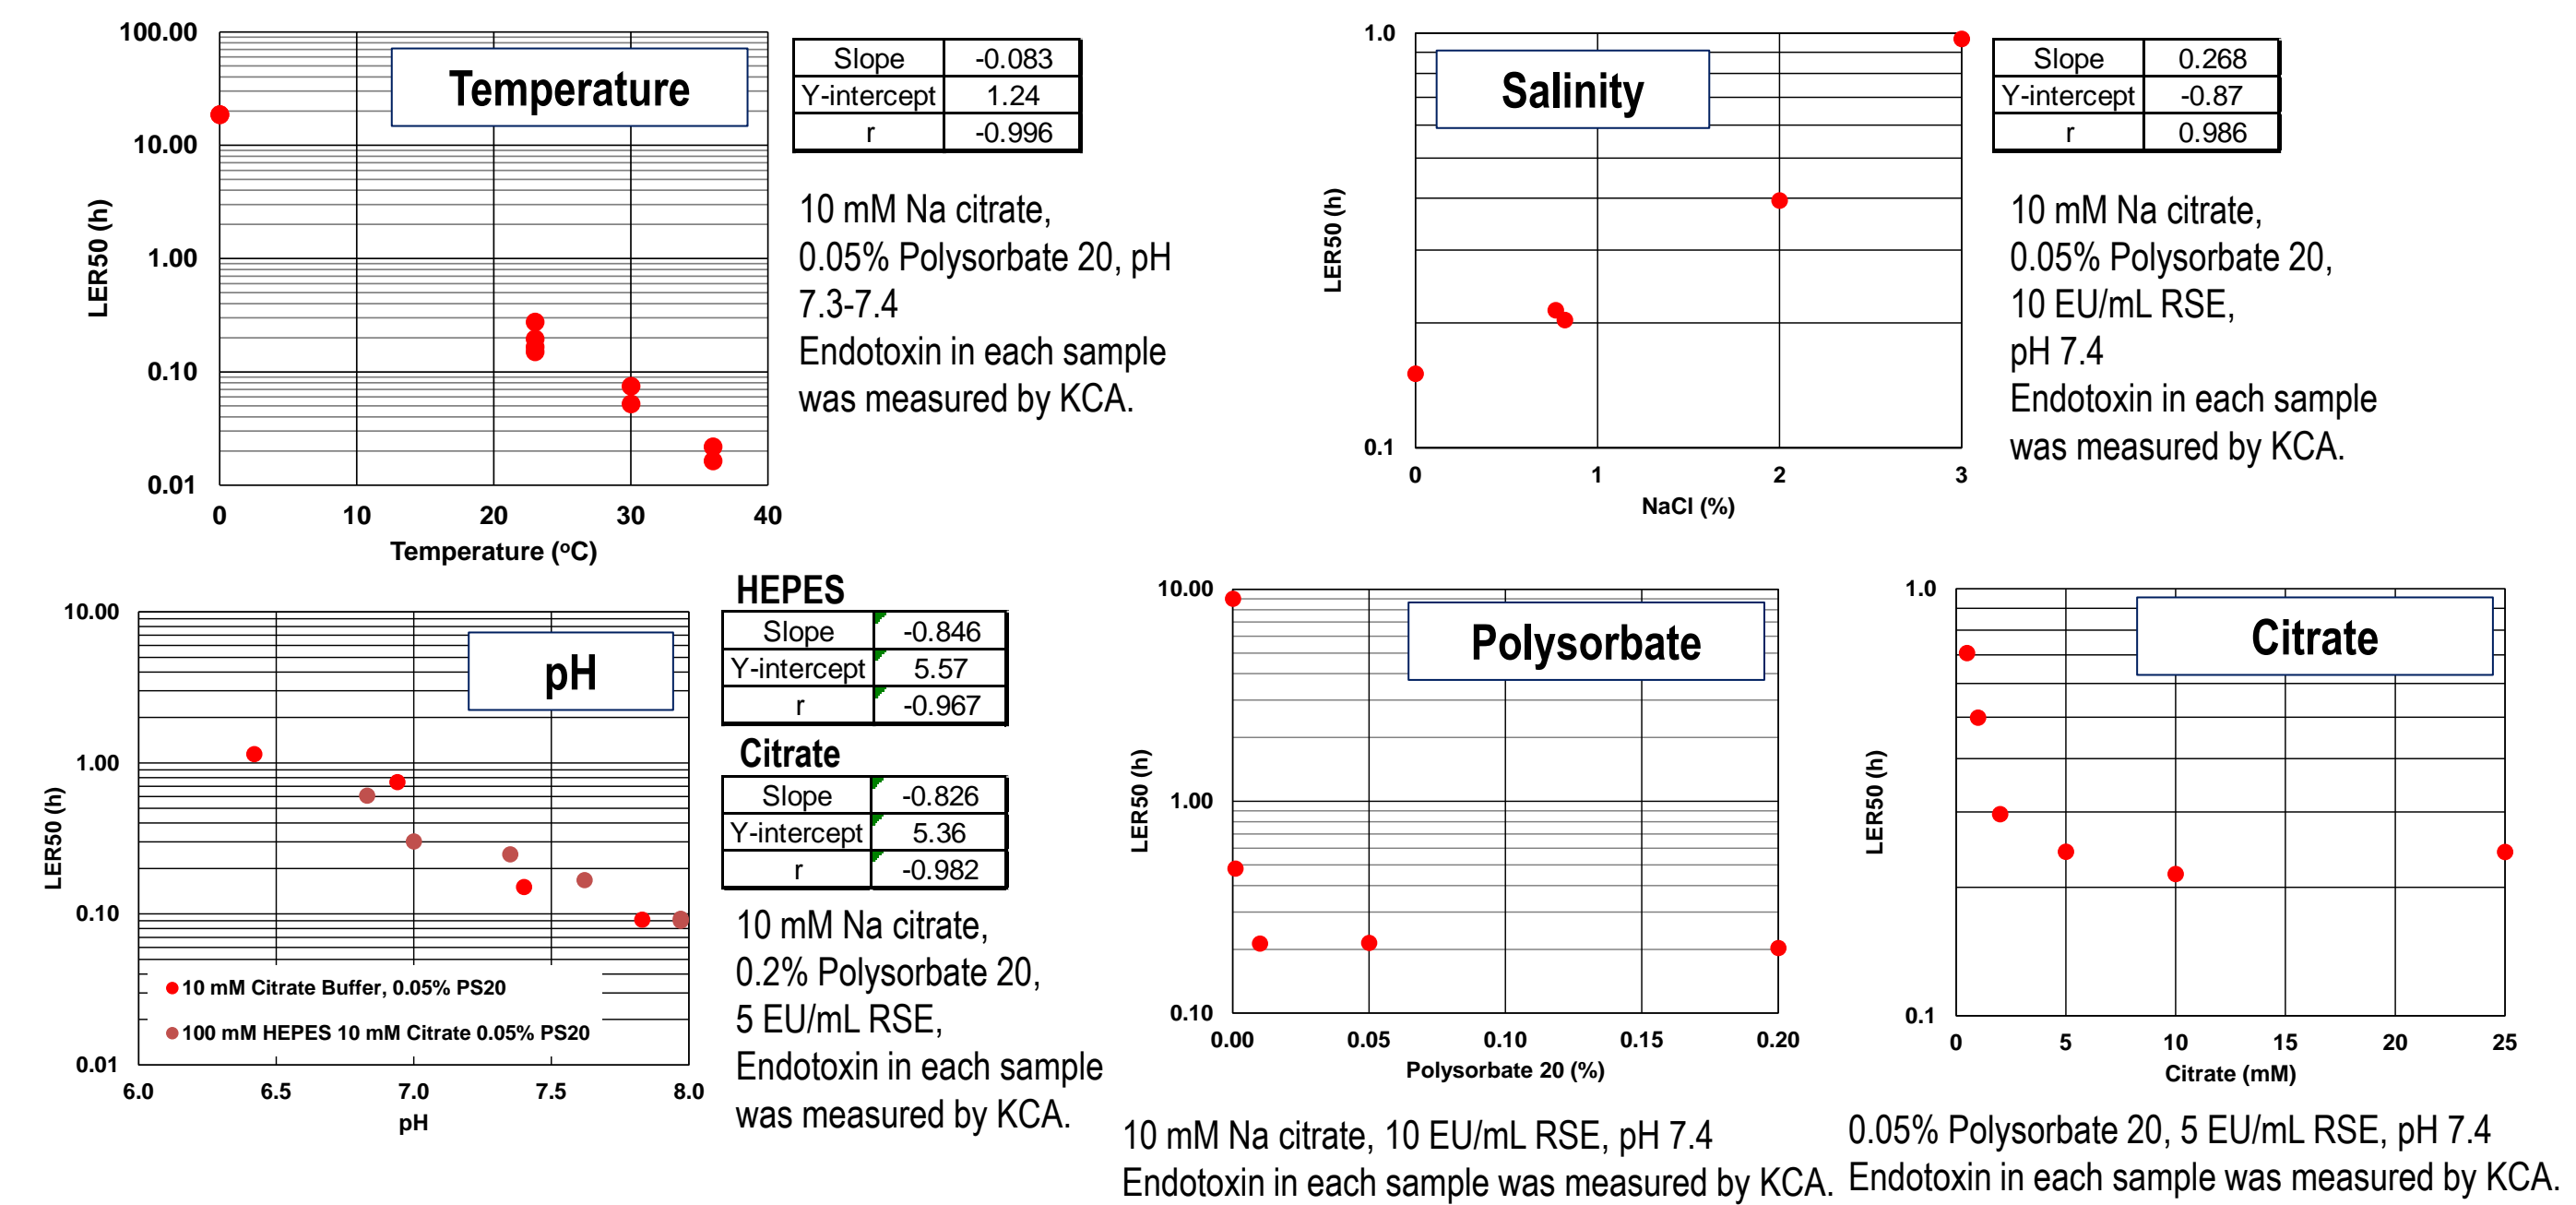 Temperature
100.00
10.00
1.00
0.10
0.01
LER50 (h)
0 10 20 30 40
Temperature (ºC)
Slope -0.083
Y-intercept 1.24
r -0.996
10 mM Na citrate,
0.05% Polysorbate 20, pH
7.3-7.4
Endotoxin in each sample
was measured by KCA.
Salinity
1.0
0.1
LER50 (h)
0 1 2 3
NaCl (%)
Slope 0.268
Y-intercept -0.87
r 0.986
10 mM Na citrate,
0.05% Polysorbate 20,
10 EU/mL RSE,
pH 7.4
Endotoxin in each sample
was measured by KCA.
pH
10.00
1.00
0.10
0.01
LER50 (h)
10 mM Citrate Buffer, 0.05% PS20
100 mM HEPES 10 mM Citrate 0.05% PS20
6.0 6.5 7.0 7.5 8.0
pH
HEPES
Slope -0.846
Y-intercept 5.57
r -0.967
Citrate
Slope -0.826
Y-intercept 5.36
r -0.982
10 mM Na citrate,
0.2% Polysorbate 20,
5 EU/mL RSE,
Endotoxin in each sample
was measured by KCA.
Polysorbate
10.00
1.00
0.10
LER50 (h)
0.00 0.05 0.10 0.15 0.20
Polysorbate 20 (%)
10 mM Na citrate, 10 EU/mL RSE, pH 7.4
Endotoxin in each sample was measured by KCA.
Citrate
1.0
0.1
LER50 (h)
0 5 10 15 20 25
Citrate (mM)
0.05% Polysorbate 20, 5 EU/mL RSE, pH 7.4
Endotoxin in each sample was measured by KCA.